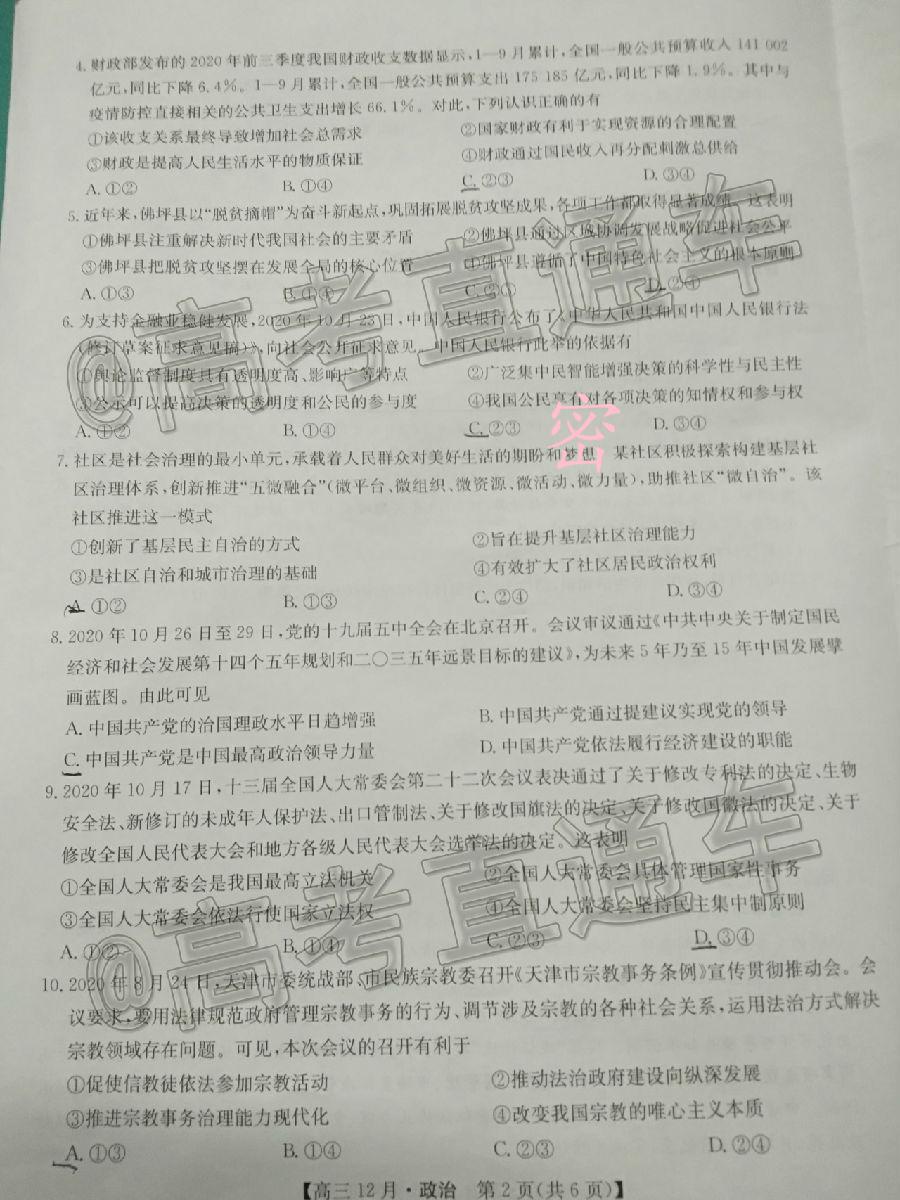 4. 财政部发布的 2020 年前三季度我国财政收支数据显示，1—9 月累计，全国一般公共预算收入 141 002
亿元，同比下降 6.4%。1—9 月累计，全国一般公共预算支出 175 185 亿元，同比下降 1.9%。其中与
疫情防控直接相关的公共卫生支出增长 66.1%。对此，下列认识正确的有
①该收支关系最终导致增加社会总需求 ②国家财政有利于实现资源的合理配置
③财政是提高人民生活水平的物质保证 ④财政通过国民收入再分配刺激总供给
A. ①② B. ①④ C. ②③ D. ③④
5. 近年来，佛坪县以“脱贫摘帽”为奋斗新起点，巩固拓展脱贫攻坚成果，各项工作都取得显著成绩。这表明
①佛坪县注重解决新时代我国社会的主要矛盾 ②佛坪县通过区域协调发展战略促进社会公平
③佛坪县把脱贫攻坚摆在发展全局的核心位置 ④佛坪县遵循了中国特色社会主义的根本原则
A. ①③ B. ①④ C. ②③ D. ②④
6. 为支持金融业稳健发展，2020 年 10 月 23 日，中国人民银行公布了《中华人民共和国中国人民银行法
（修订草案征求意见稿）》，向社会公开征求意见。中国人民银行此举的依据有
①舆论监督制度具有透明度高、影响广等特点 ②广泛集中民智能增强决策的科学性与民主性
③公示可以提高决策的透明度和公民的参与度 ④我国公民享有对各项决策的知情权和参与权
A. ①② B. ①④ C. ②③ D. ③④
密
7. 社区是社会治理的最小单元，承载着人民群众对美好生活的期盼和梦想 某社区积极探索构建基层社
区治理体系，创新推进“五微融合”（微平台、微组织、微资源、微活动、微力量），助推社区“微自治”。该
社区推进这一模式
①创新了基层民主自治的方式 ②旨在提升基层社区治理能力
③是社区自治和城市治理的基础 ④有效扩大了社区居民政治权利
A. ①② B. ①③ C. ②④ D. ③④
8. 2020 年 10 月 26 日至 29 日，党的十九届五中全会在北京召开。会议审议通过《中共中央关于制定国民
经济和社会发展第十四个五年规划和二〇三五年远景目标的建议》，为未来 5 年乃至 15 年中国发展擘
画蓝图。由此可见
A. 中国共产党的治国理政水平日趋增强 B. 中国共产党通过提建议实现党的领导
C. 中国共产党是中国最高政治领导力量 D. 中国共产党依法履行经济建设的职能
9. 2020 年 10 月 17 日，十三届全国人大常委会第二十二次会议表决通过了关于修改专利法的决定、生物
安全法、新修订的未成年人保护法、出口管制法、关于修改国旗法的决定、关于修改国徽法的决定、关于
修改全国人民代表大会和地方各级人民代表大会选举法的决定。这表明
①全国人大常委会是我国最高立法机关 ②全国人大常委会具体管理国家性事务
③全国人大常委会依法行使国家立法权 ④全国人大常委会坚持民主集中制原则
A. ①② B. ①④ C. ②③ D. ③④
10. 2020 年 8 月 24 日，天津市委统战部、市民族宗教委召开《天津市宗教事务条例》宣传贯彻推动会。会
议要求，要用法律规范政府管理宗教事务的行为、调节涉及宗教的各种社会关系，运用法治方式解决
宗教领域存在问题。可见，本次会议的召开有利于
①促使信教徒依法参加宗教活动 ②推动法治政府建设向纵深发展
③推进宗教事务治理能力现代化 ④改变我国宗教的唯心主义本质
A. ①③ B. ①④ C. ②③ D. ②④
【高三 12 月·政治 第 2 页（共 6 页）】
@高考直通车
@高考直通车